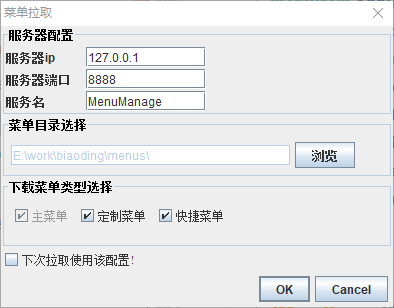 菜单拉取
服务器配置
服务器ip 127.0.0.1
服务器端口 8888
服务名 MenuManage
菜单目录选择
E:\work\biaoding\menus\ 浏览
下载菜单类型选择
主菜单 定制菜单 快捷菜单
下次拉取使用该配置!
OK Cancel